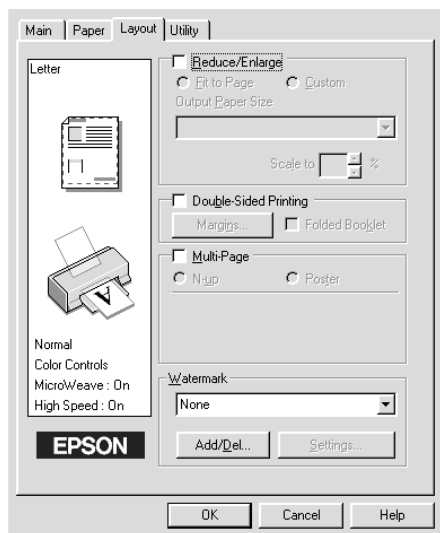 Main Paper Layout Utility
Letter
Normal
Color Controls
MicroWeave : On
High Speed : On
EPSON
Reduce/Enlarge
Fit to Page Custom
Output Paper Size
Scale to %
Double-Sided Printing
Margins... Folded Booklet
Multi-Page
N-up Poster
Watermark
None
Add/Del... Settings...
OK Cancel Help